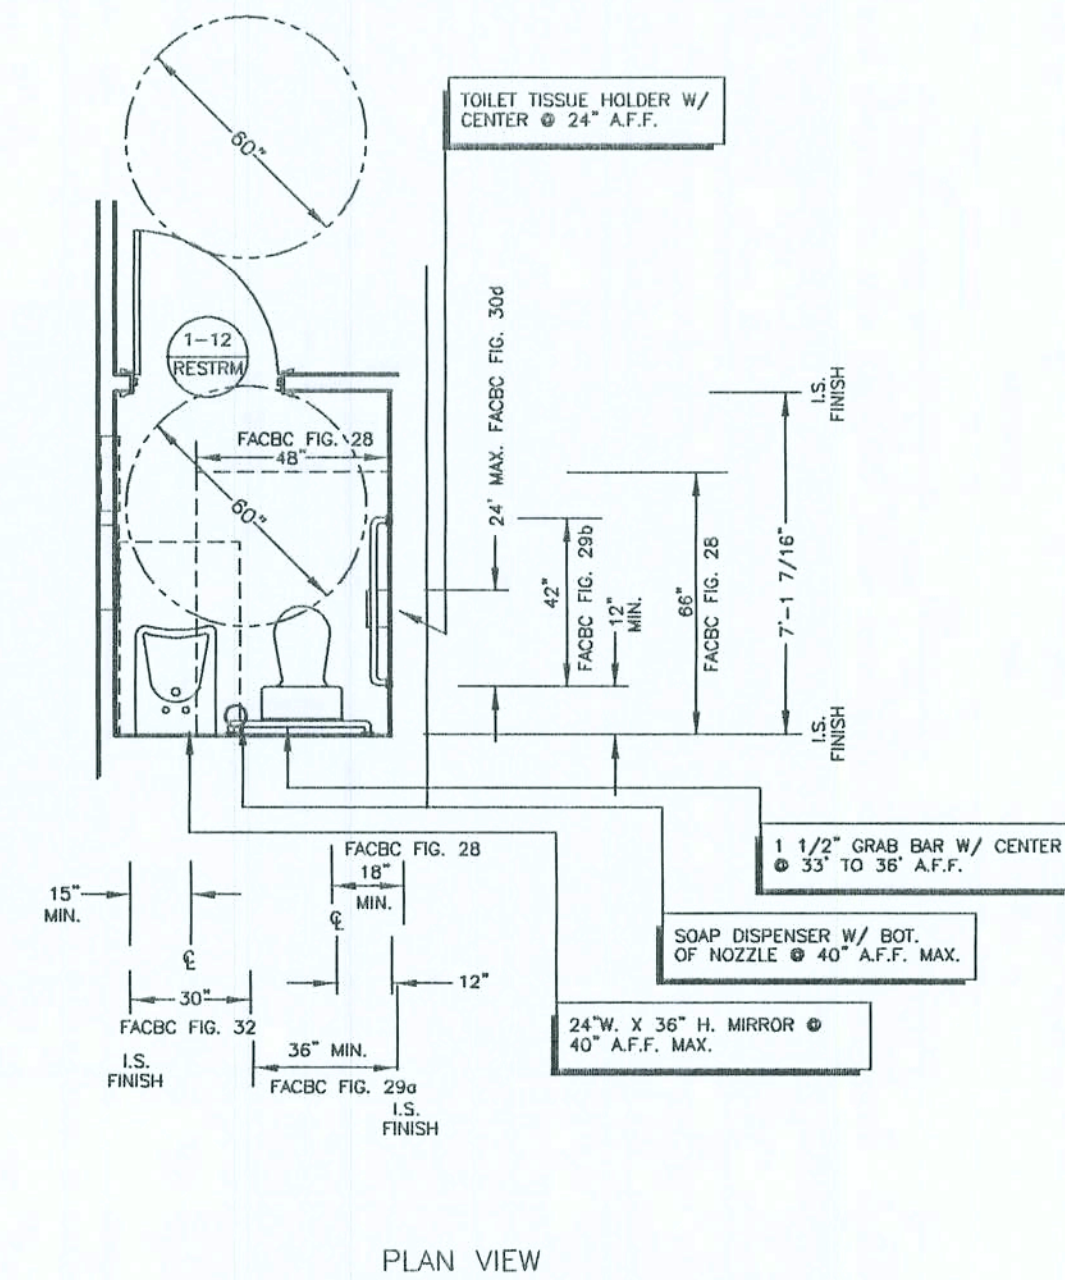 60."
TOILET TISSUE HOLDER W/
CENTER @ 24" A.F.F.
1-12
RESTRM
FACBC FIG. 28
48"
60."
24' MAX. FACBC FIG. 30d
42"
FACBC FIG. 29b
12"
MIN.
66"
FACBC FIG. 28
7'-1 7/16"
I.S.
FINISH
I.S.
FINISH
1 1/2" GRAB BAR W/ CENTER
@ 33' TO 36' A.F.F.
SOAP DISPENSER W/ BOT.
OF NOZZLE @ 40" A.F.F. MAX.
24"W. X 36" H. MIRROR @
40" A.F.F. MAX.
15"
MIN.
℄
30"
FACBC FIG. 32
I.S.
FINISH
FACBC FIG. 28
18"
MIN.
℄
12"
36" MIN.
FACBC FIG. 29a
I.S.
FINISH
PLAN VIEW